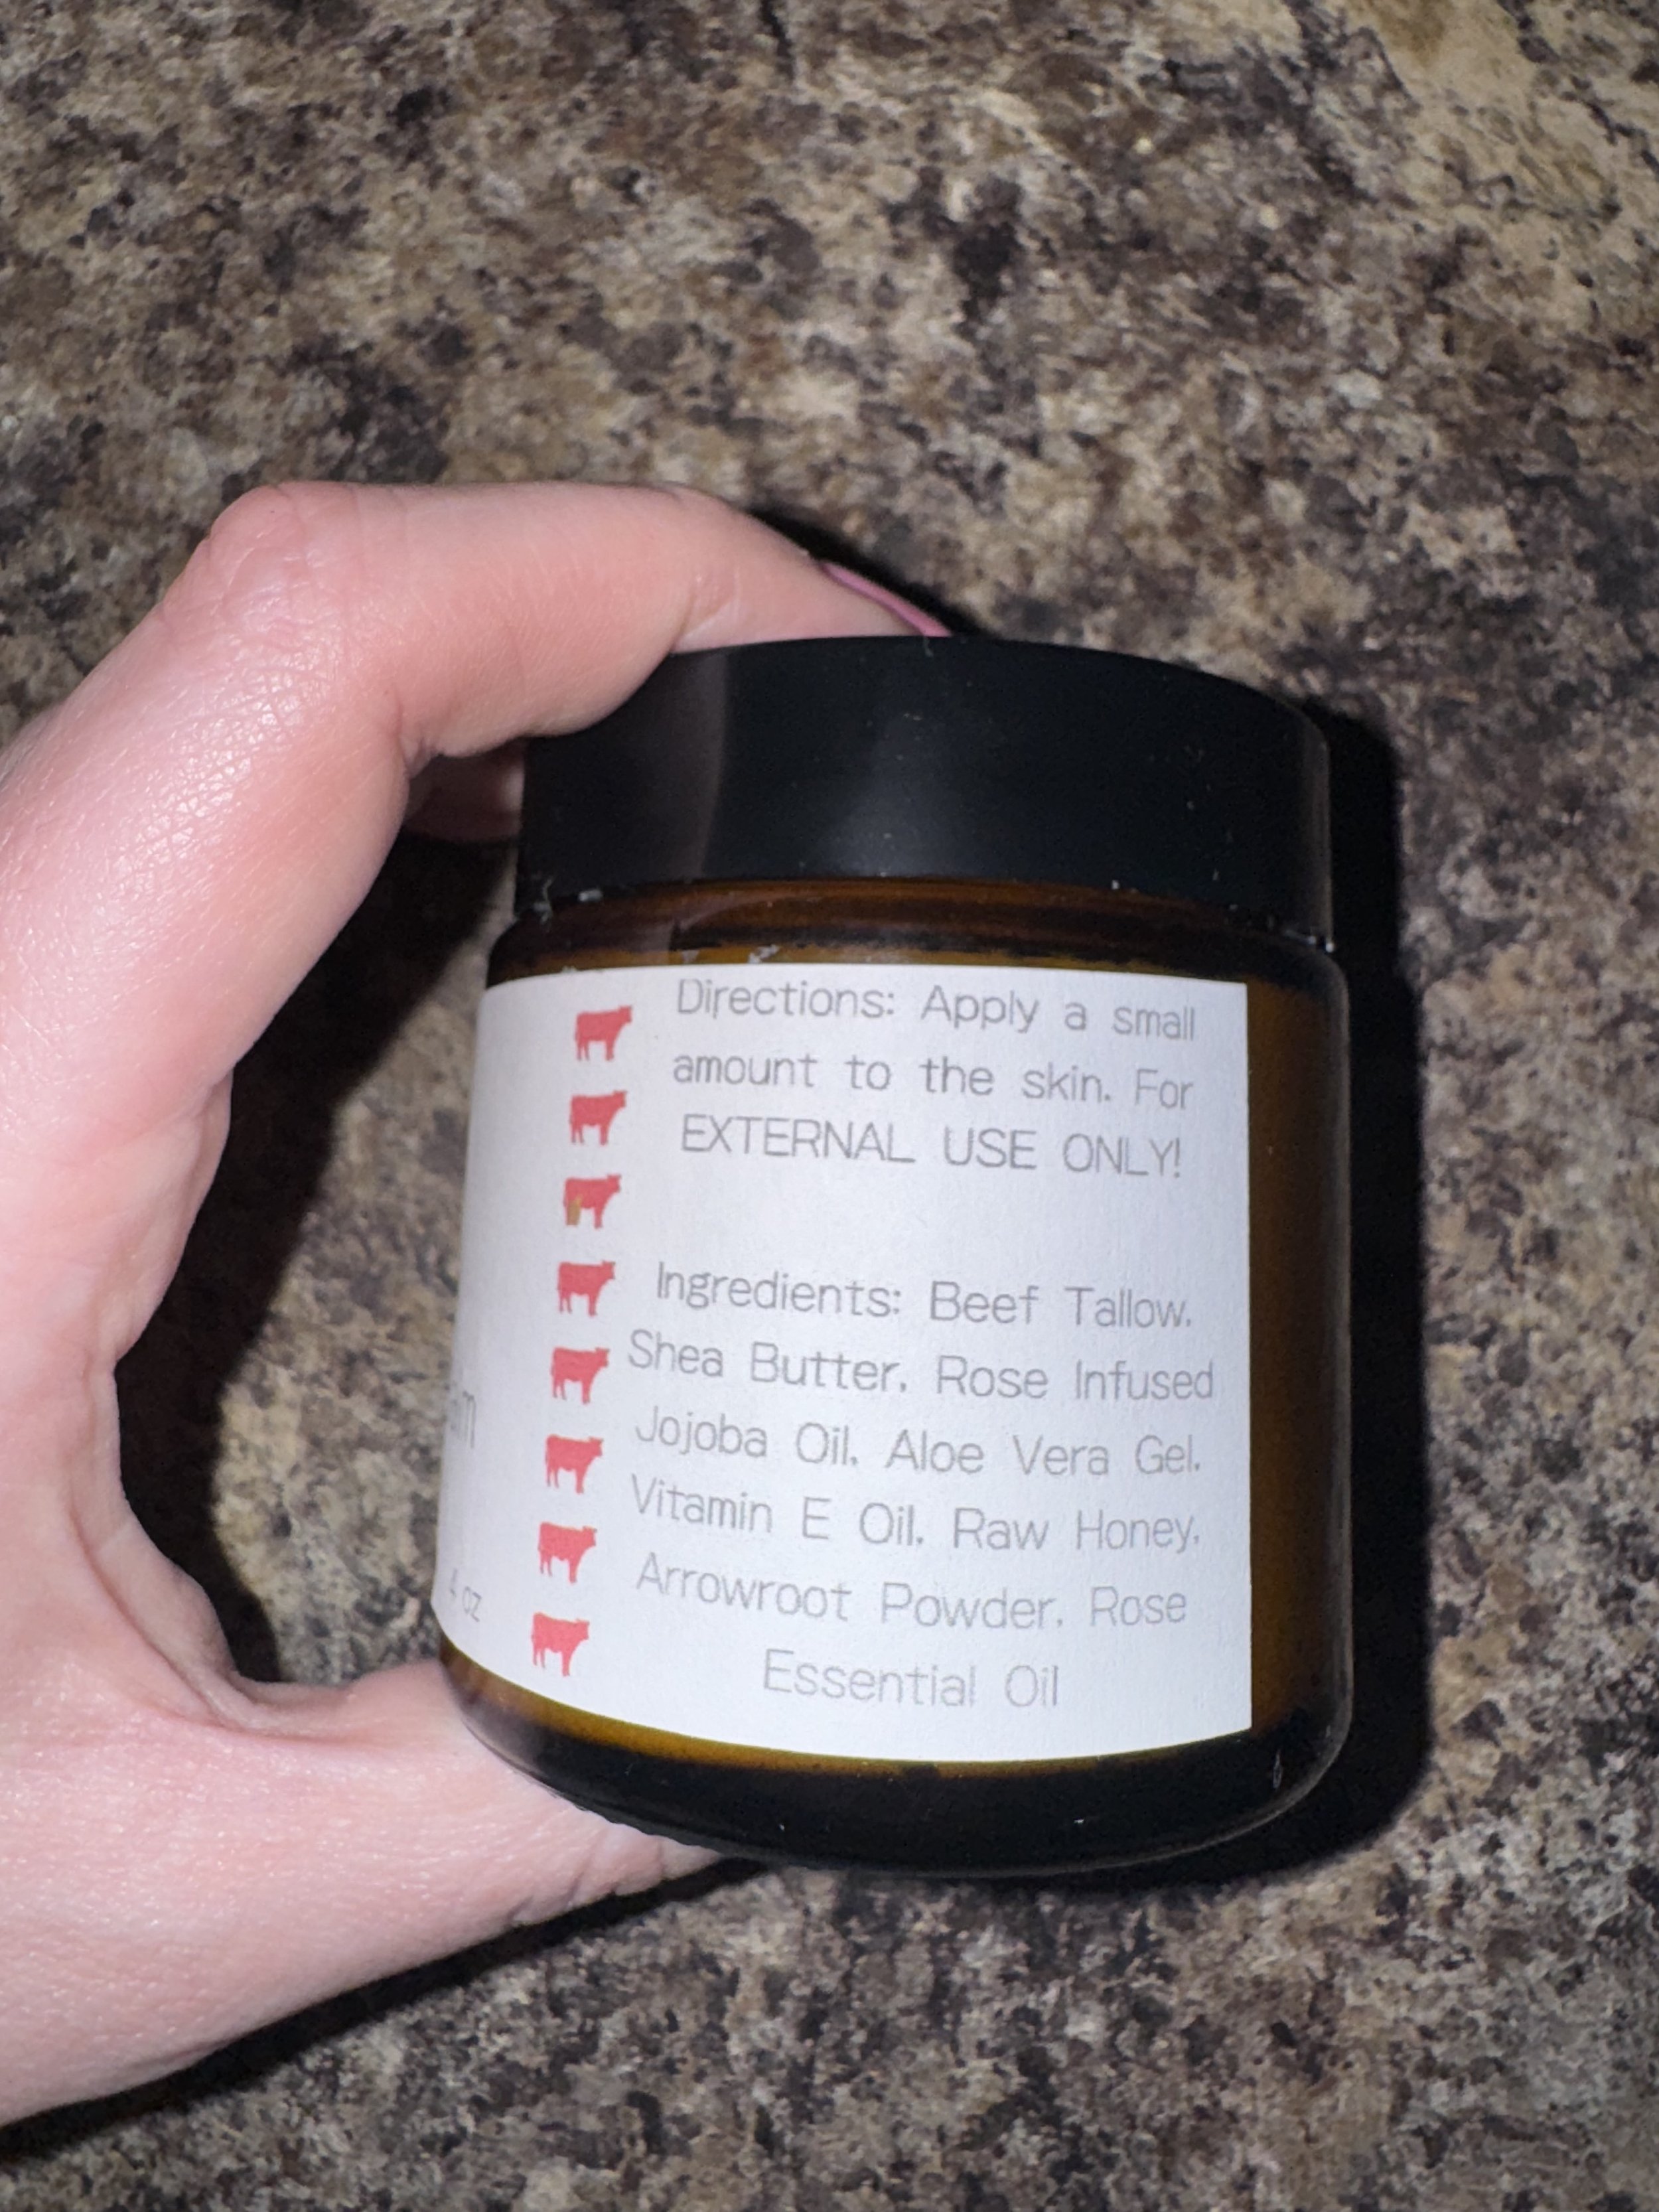 Directions: Apply a small
amount to the skin. For
EXTERNAL USE ONLY!
Ingredients: Beef Tallow,
Shea Butter, Rose Infused
Jojoba Oil, Aloe Vera Gel,
Vitamin E Oil, Raw Honey,
Arrowroot Powder, Rose
Essential Oil
4 oz